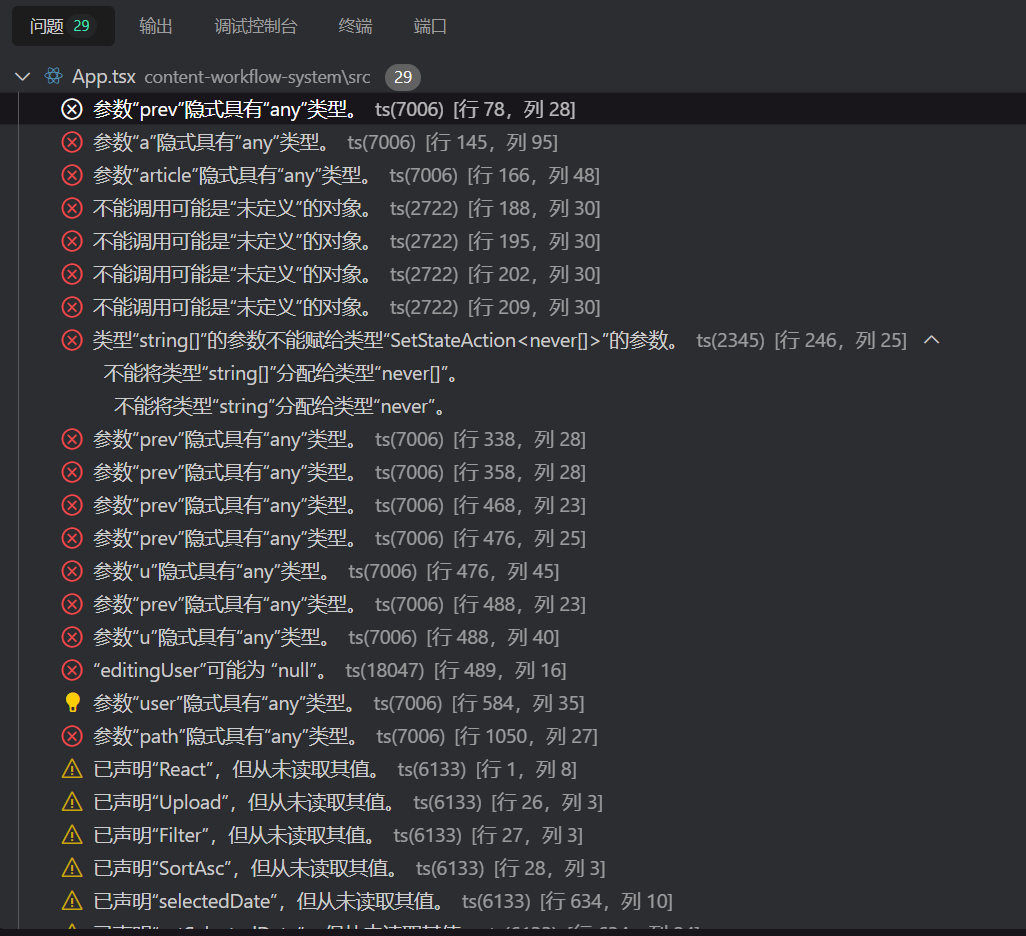 问题 29 输出 调试控制台 终端 端口
App.tsx content-workflow-system\src 29
参数“prev”隐式具有“any”类型。 ts(7006) [行 78，列 28]
参数“a”隐式具有“any”类型。 ts(7006) [行 145，列 95]
参数“article”隐式具有“any”类型。 ts(7006) [行 166，列 48]
不能调用可能是“未定义”的对象。 ts(2722) [行 188，列 30]
不能调用可能是“未定义”的对象。 ts(2722) [行 195，列 30]
不能调用可能是“未定义”的对象。 ts(2722) [行 202，列 30]
不能调用可能是“未定义”的对象。 ts(2722) [行 209，列 30]
类型“string[]”的参数不能赋给类型“SetStateAction<never[]>”的参数。 ts(2345) [行 246，列 25]
不能将类型“string[]”分配给类型“never[]”。
不能将类型“string”分配给类型“never”。
参数“prev”隐式具有“any”类型。 ts(7006) [行 338，列 28]
参数“prev”隐式具有“any”类型。 ts(7006) [行 358，列 28]
参数“prev”隐式具有“any”类型。 ts(7006) [行 468，列 23]
参数“prev”隐式具有“any”类型。 ts(7006) [行 476，列 25]
参数“u”隐式具有“any”类型。 ts(7006) [行 476，列 45]
参数“prev”隐式具有“any”类型。 ts(7006) [行 488，列 23]
参数“u”隐式具有“any”类型。 ts(7006) [行 488，列 40]
“editingUser”可能为 “null”。 ts(18047) [行 489，列 16]
参数“user”隐式具有“any”类型。 ts(7006) [行 584，列 35]
参数“path”隐式具有“any”类型。 ts(7006) [行 1050，列 27]
已声明“React”，但从未读取其值。 ts(6133) [行 1，列 8]
已声明“Upload”，但从未读取其值。 ts(6133) [行 26，列 3]
已声明“Filter”，但从未读取其值。 ts(6133) [行 27，列 3]
已声明“SortAsc”，但从未读取其值。 ts(6133) [行 28，列 3]
已声明“selectedDate”，但从未读取其值。 ts(6133) [行 634，列 10]